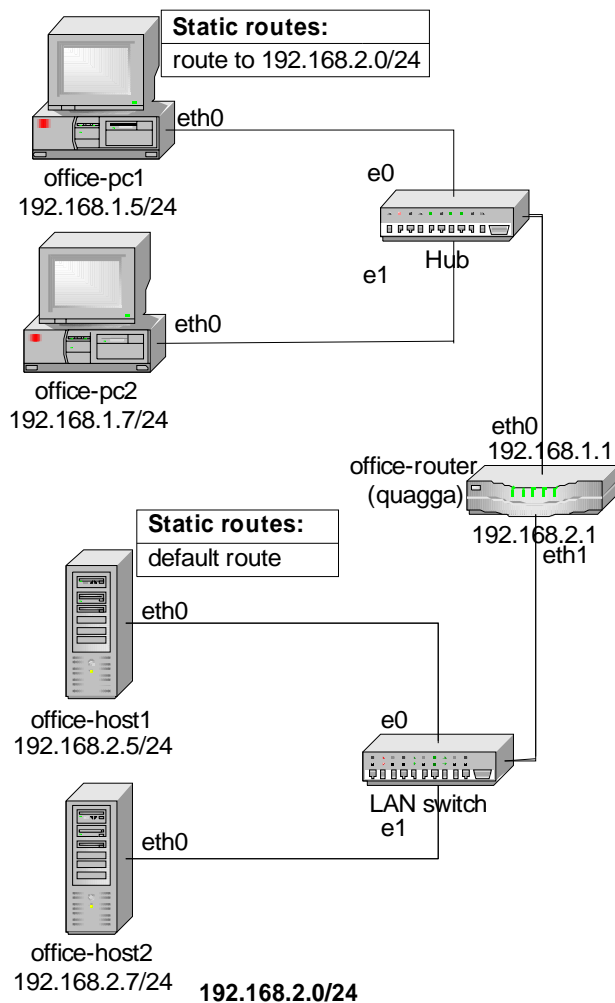 Static routes:
route to 192.168.2.0/24
eth0
office-pc1
192.168.1.5/24
e0
Hub
e1
eth0
office-pc2
192.168.1.7/24
eth0
192.168.1.1
office-router
(quagga)
192.168.2.1
eth1
Static routes:
default route
eth0
office-host1
192.168.2.5/24
e0
LAN switch
e1
eth0
office-host2
192.168.2.7/24
192.168.2.0/24